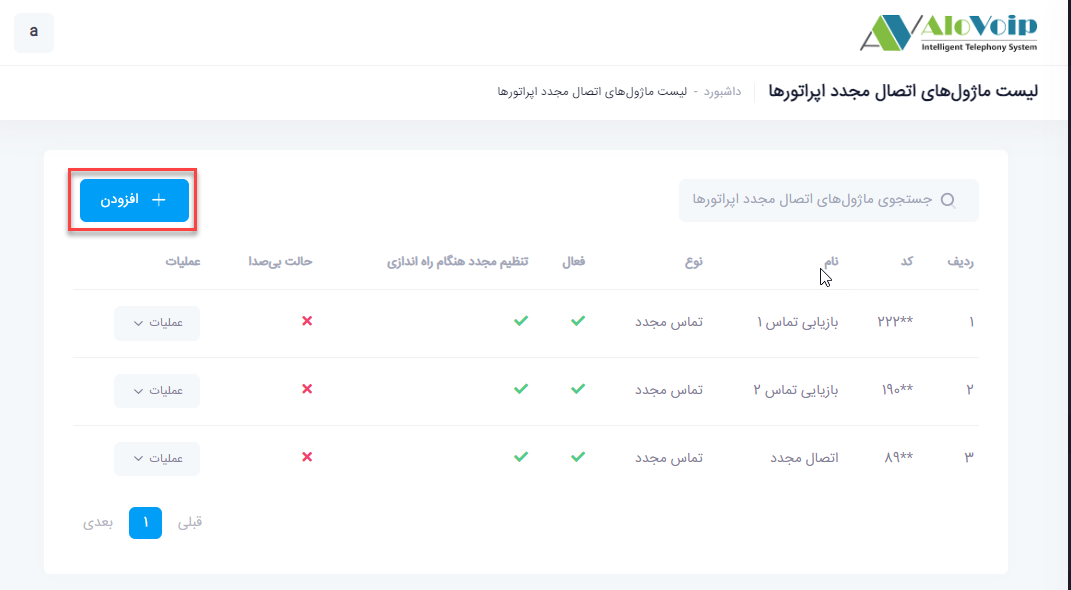 a
AloVoip
Intelligent Telephony System
لیست ماژول‌های اتصال مجدد اپراتورها
داشبورد - لیست ماژول‌های اتصال مجدد اپراتورها
جستجوی ماژول‌های اتصال مجدد اپراتورها
افزودن
ردیف کد نام نوع فعال تنظیم مجدد هنگام راه اندازی حالت بی‌صدا عملیات
۱ **۲۲۲ بازیابی تماس ۱ تماس مجدد عملیات
۲ **۱۹۰ بازیابی تماس ۲ تماس مجدد عملیات
۳ **۸۹ اتصال مجدد تماس مجدد عملیات
قبلی ۱ بعدی